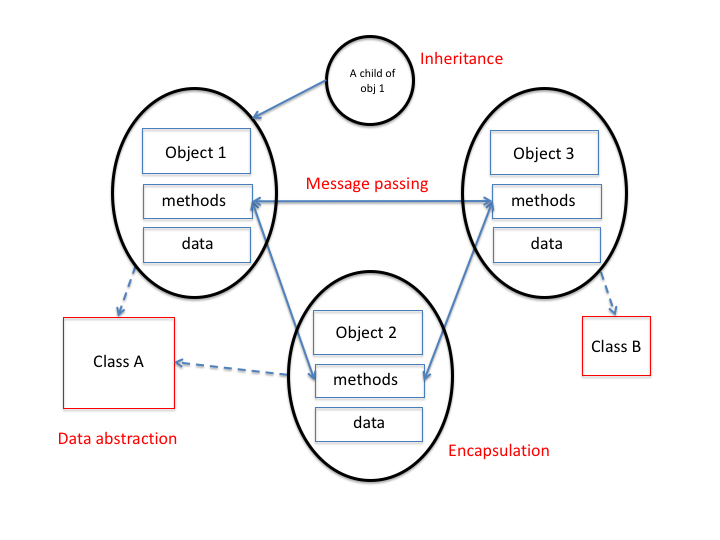 A child of
obj 1
Inheritance
Object 1
methods
data
Message passing
Object 3
methods
data
Object 2
methods
data
Class A
Class B
Data abstraction
Encapsulation